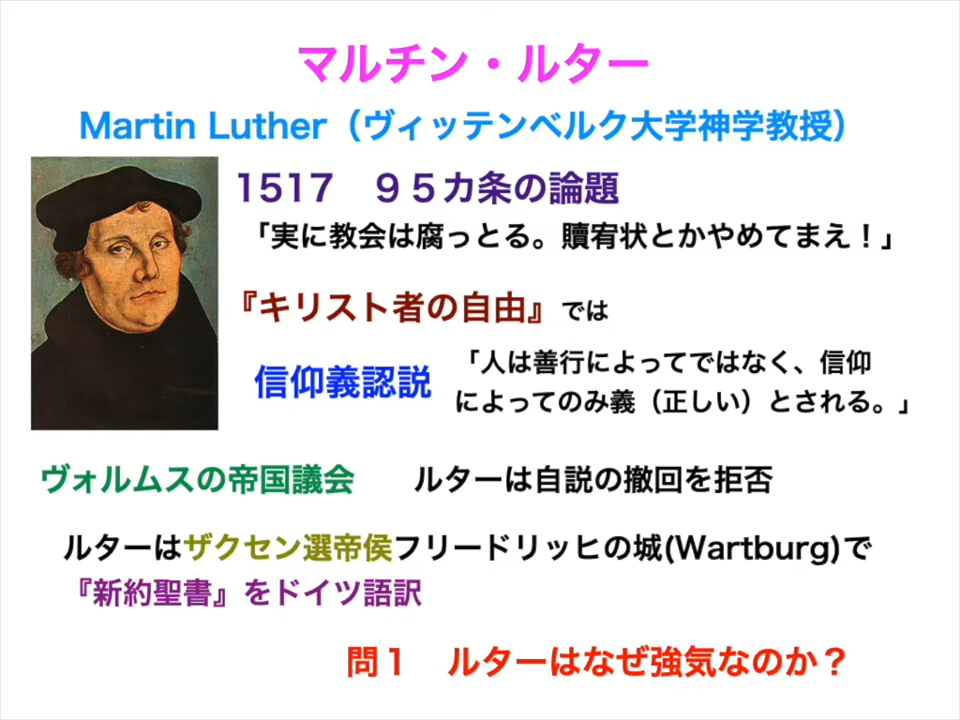 マルチン・ルター
Martin Luther（ヴィッテンベルク大学神学教授）
1517　９５カ条の論題
「実に教会は腐っとる。贖宥状とかやめてまえ！」
『キリスト者の自由』では
信仰義認説
「人は善行によってではなく、信仰
によってのみ義（正しい）とされる。」
ヴォルムスの帝国議会　ルターは自説の撤回を拒否
ルターはザクセン選帝侯フリードリッヒの城(Wartburg)で
『新約聖書』をドイツ語訳
問１　ルターはなぜ強気なのか？